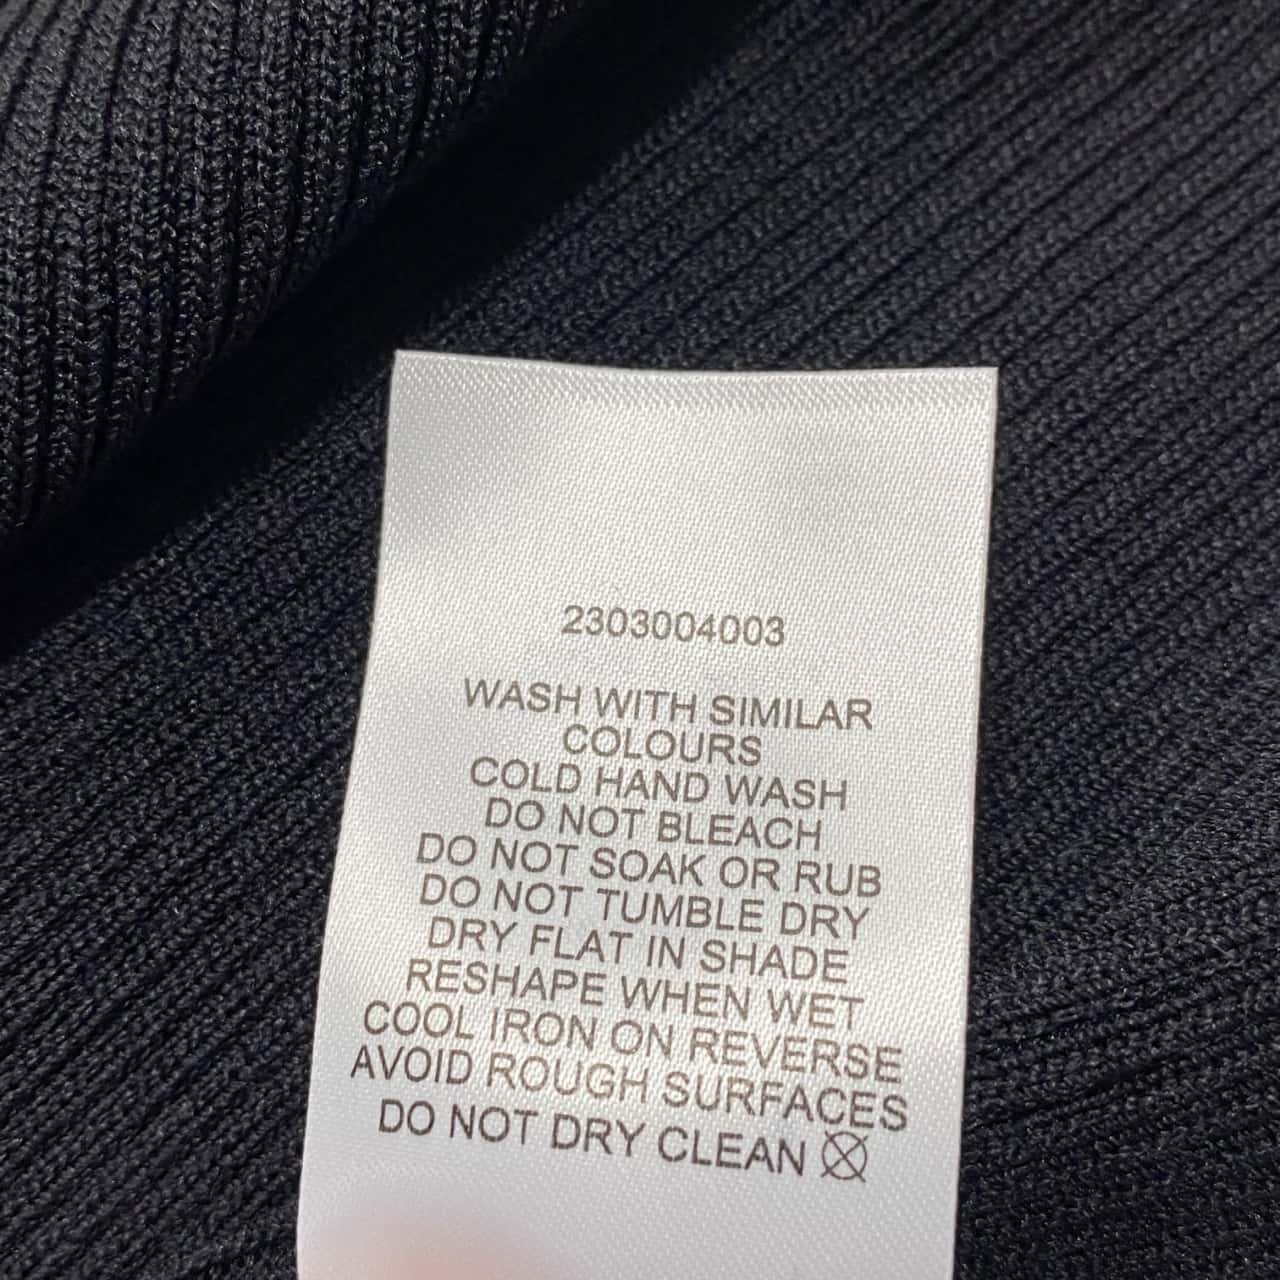 2303004003
WASH WITH SIMILAR
COLOURS
COLD HAND WASH
DO NOT BLEACH
DO NOT SOAK OR RUB
DO NOT TUMBLE DRY
DRY FLAT IN SHADE
RESHAPE WHEN WET
COOL IRON ON REVERSE
AVOID ROUGH SURFACES
DO NOT DRY CLEAN